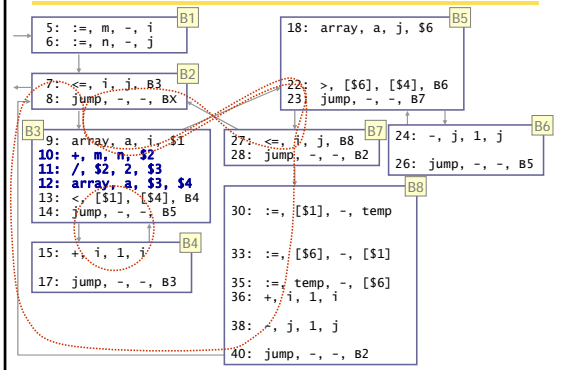 B1
5: :=, m, -, i
6: :=, n, -, j
B2
7: <=, i, j, B3
8: jump, -, -, BX
B3
9: array, a, i, $1
10: +, m, n, $2
11: /, $2, 2, $3
12: array, a, $3, $4
13: <, [$1], [$4], B4
14: jump, -, -, B5
B4
15: +, i, 1, i
17: jump, -, -, B3
B5
18: array, a, j, $6
22: >, [$6], [$4], B6
23 jump, -, -, B7
B7
27: <=, i, j, B8
28: jump, -, -, B2
B6
24: -, j, 1, j
26: jump, -, -, B5
B8
30: :=, [$1], -, temp
33: :=, [$6], -, [$1]
35: :=, temp, -, [$6]
36: +, i, 1, i
38: -, j, 1, j
40: jump, -, -, B2